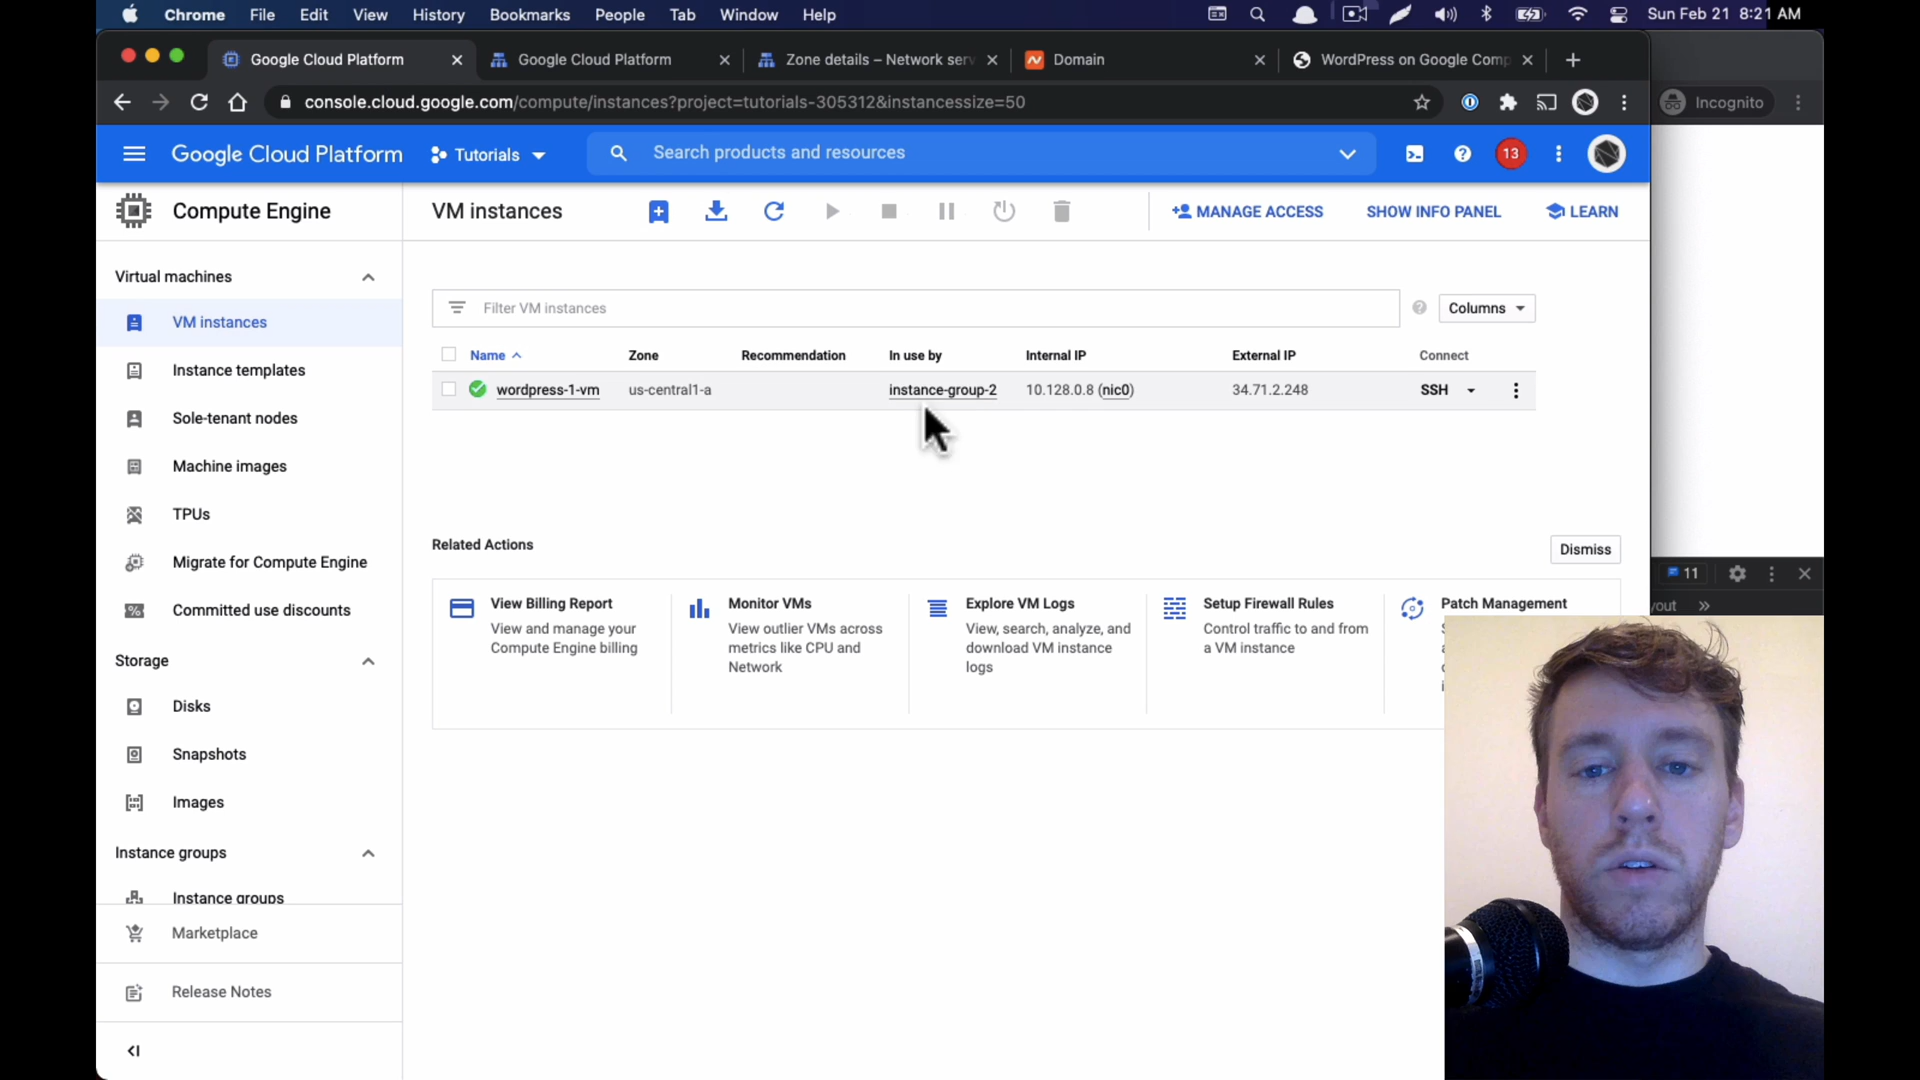 Chrome File Edit View History Bookmarks People Tab Window Help Sun Feb 21 8:21 AM
Google Cloud Platform Google Cloud Platform Zone details – Network serv Domain WordPress on Google Comp
console.cloud.google.com/compute/instances?project=tutorials-305312&instancessize=50 Incognito
Google Cloud Platform Tutorials Search products and resources 13
Compute Engine VM instances MANAGE ACCESS SHOW INFO PANEL LEARN
Virtual machines
VM instances
Instance templates
Sole-tenant nodes
Machine images
TPUs
Migrate for Compute Engine
Committed use discounts
Storage
Disks
Snapshots
Images
Instance groups
Instance groups
Marketplace
Release Notes
Filter VM instances Columns
Name Zone Recommendation In use by Internal IP External IP Connect
wordpress-1-vm us-central1-a instance-group-2 10.128.0.8 (nic0) 34.71.2.248 SSH
Related Actions Dismiss
View Billing Report
View and manage your
Compute Engine billing
Monitor VMs
View outlier VMs across
metrics like CPU and
Network
Explore VM Logs
View, search, analyze, and
download VM instance
logs
Setup Firewall Rules
Control traffic to and from
a VM instance
Patch Management
11
yout »